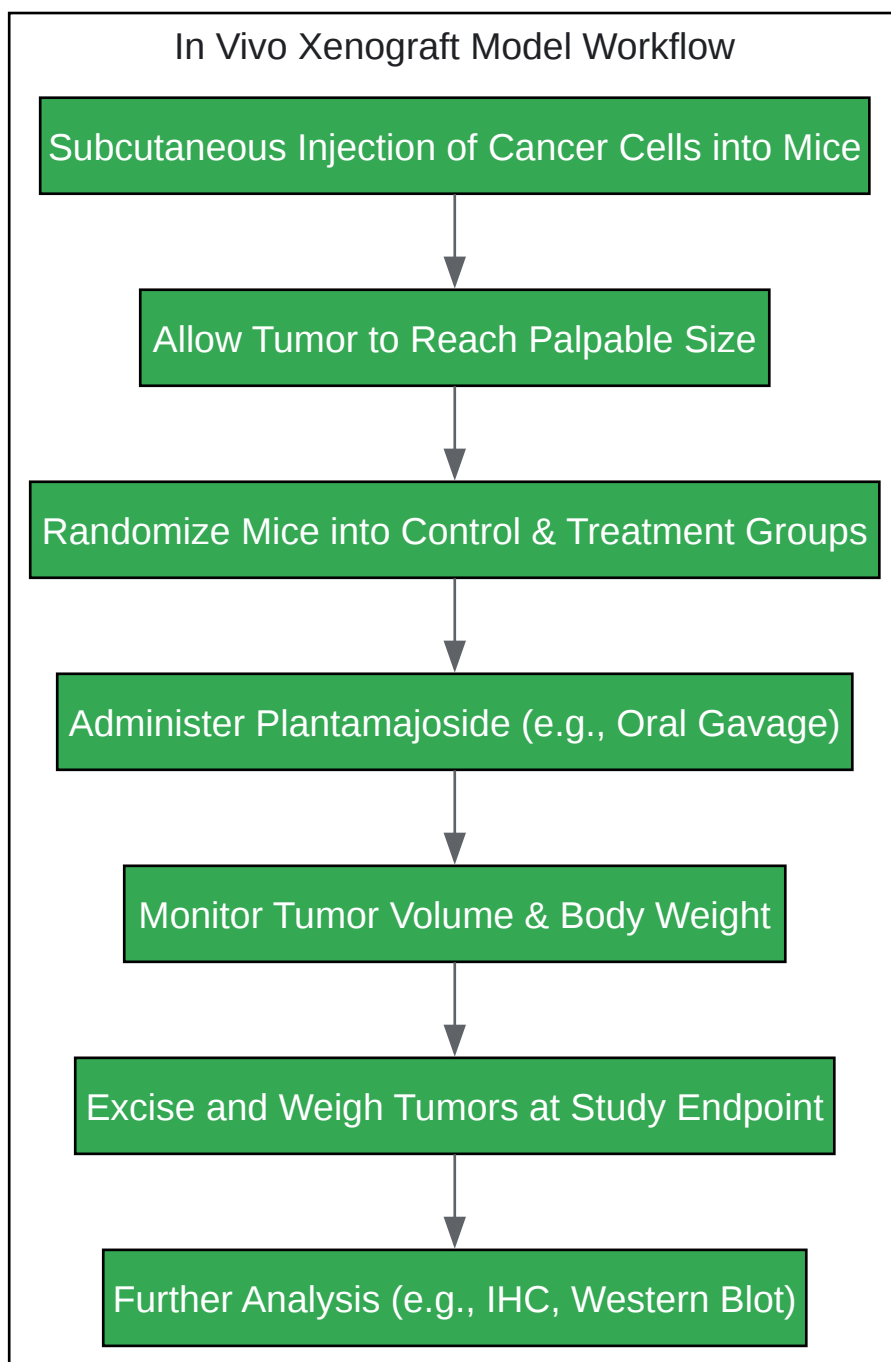 In Vivo Xenograft Model Workflow
Subcutaneous Injection of Cancer Cells into Mice
Allow Tumor to Reach Palpable Size
Randomize Mice into Control & Treatment Groups
Administer Plantamajoside (e.g., Oral Gavage)
Monitor Tumor Volume & Body Weight
Excise and Weigh Tumors at Study Endpoint
Further Analysis (e.g., IHC, Western Blot)